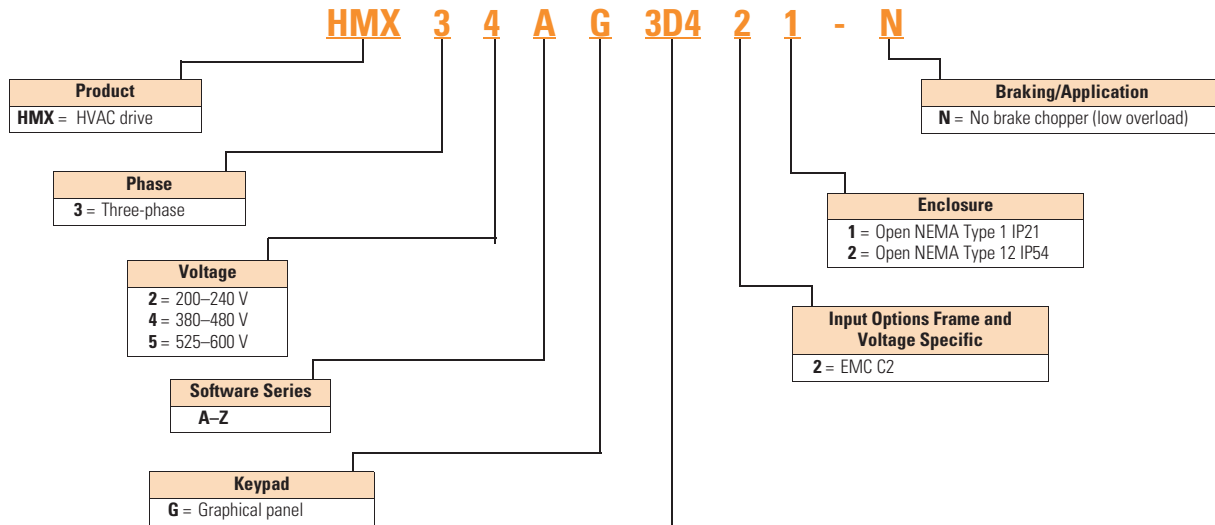 HMX 3 4 A G 3D4 2 1 - N
Product
HMX = HVAC drive
Braking/Application
N = No brake chopper (low overload)
Phase
3 = Three-phase
Enclosure
1 = Open NEMA Type 1 IP21
2 = Open NEMA Type 12 IP54
Voltage
2 = 200–240 V
4 = 380–480 V
5 = 525–600 V
Input Options Frame and
Voltage Specific
2 = EMC C2
Software Series
A–Z
Keypad
G = Graphical panel